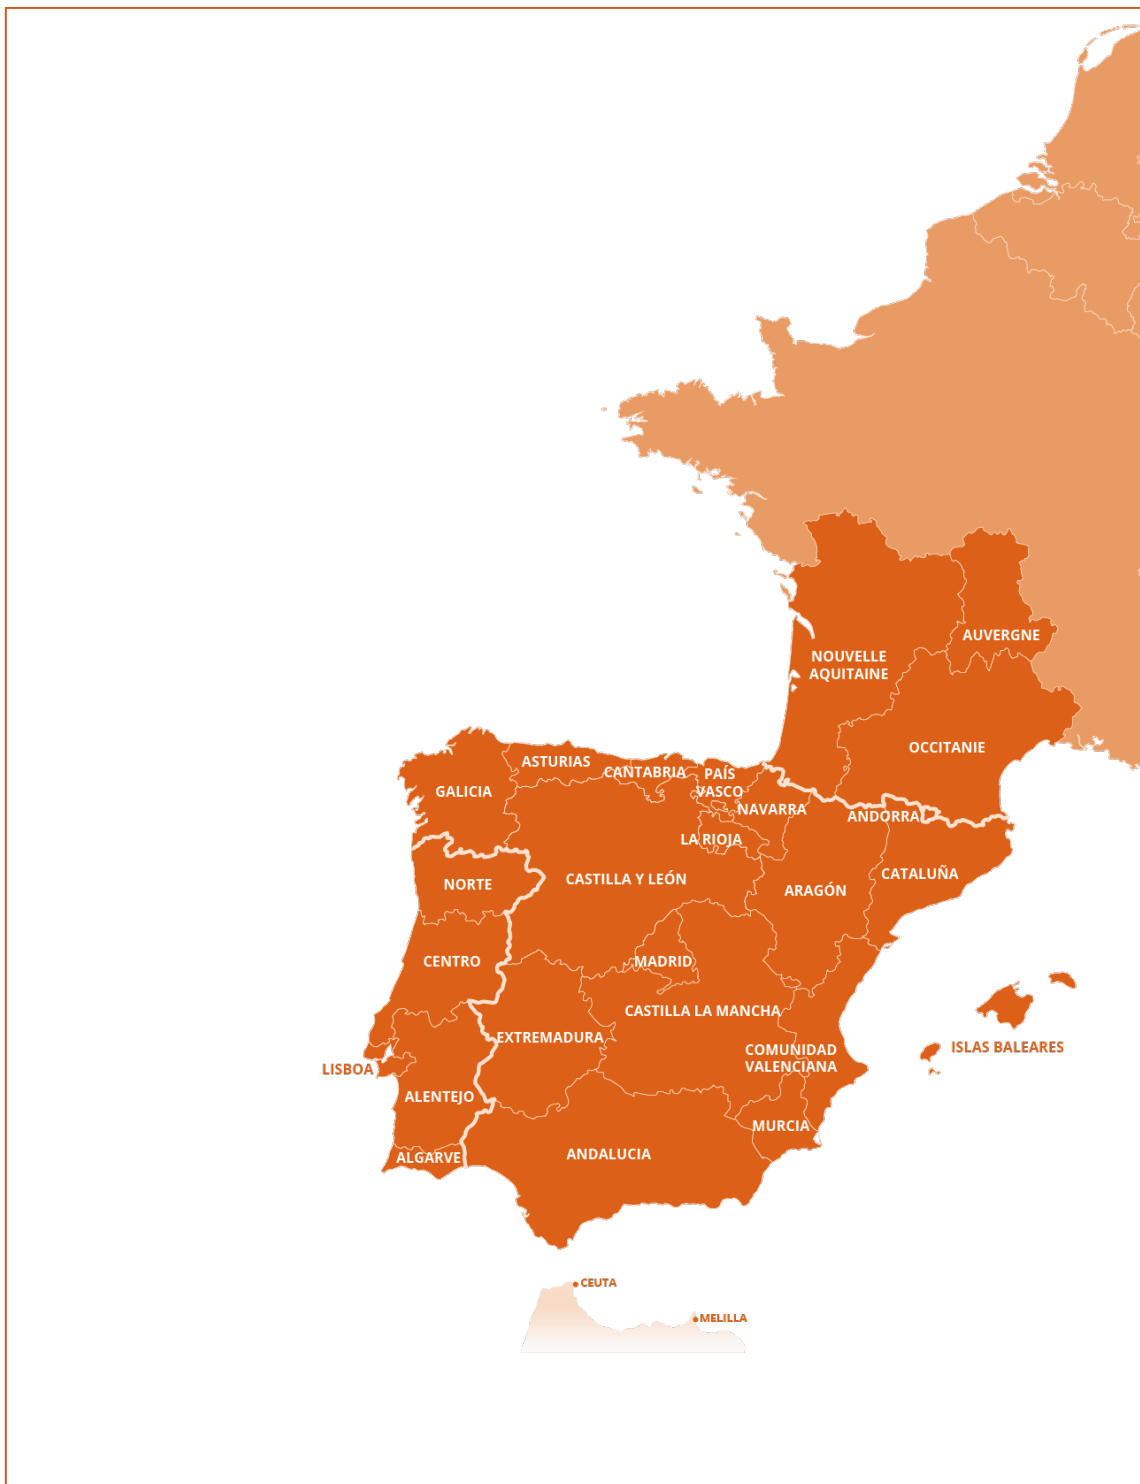 AUVERGNE
NOUVELLE
AQUITAINE
OCCITANIE
ASTURIAS
CANTABRIA
PAÍS
VASCO
GALICIA
NAVARRA
ANDORRA
LA RIOJA
CATALUÑA
CASTILLA Y LEÓN
NORTE
ARAGÓN
CENTRO
MADRID
CASTILLA LA MANCHA
EXTREMADURA
COMUNIDAD
VALENCIANA
ISLAS BALEARES
LISBOA
ALENTEJO
MURCIA
ANDALUCIA
ALGARVE
CEUTA
MELILLA